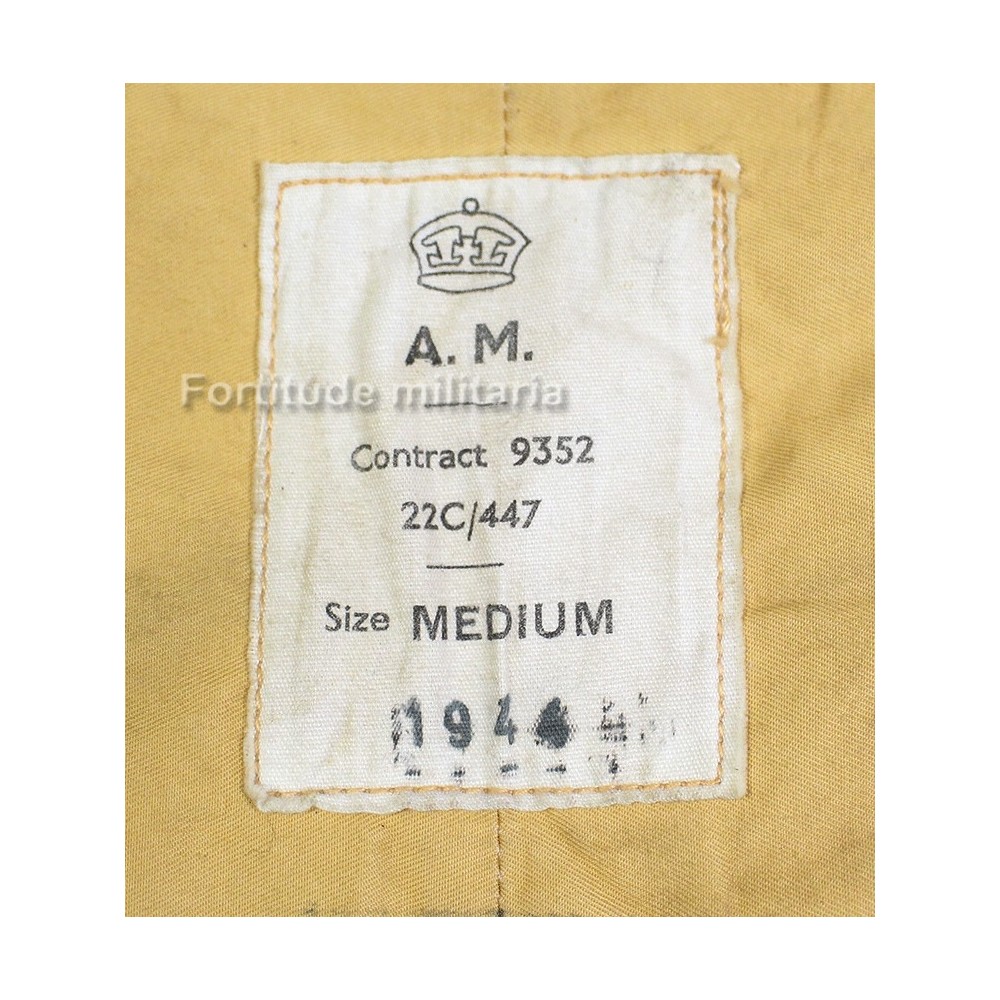 A. M.
Fortitude militaria
Contract 9352
22C/447
Size MEDIUM
1944